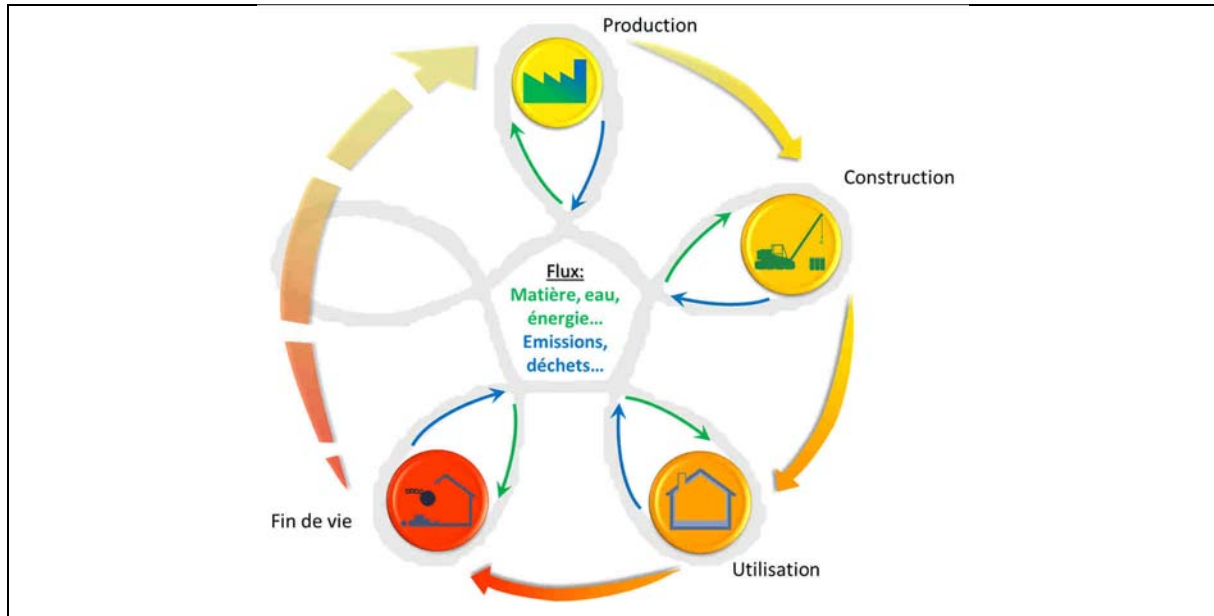 Production
Construction
Flux:
Matière, eau,
énergie...
Emissions,
déchets...
Fin de vie
Utilisation